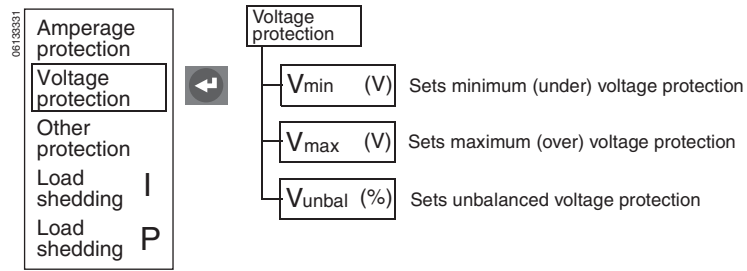 06133331
Amperage
protection
Voltage
protection
Other
protection
Load
shedding I
Load
shedding P
Voltage
protection
Vmin (V) Sets minimum (under) voltage protection
Vmax (V) Sets maximum (over) voltage protection
Vunbal (%) Sets unbalanced voltage protection